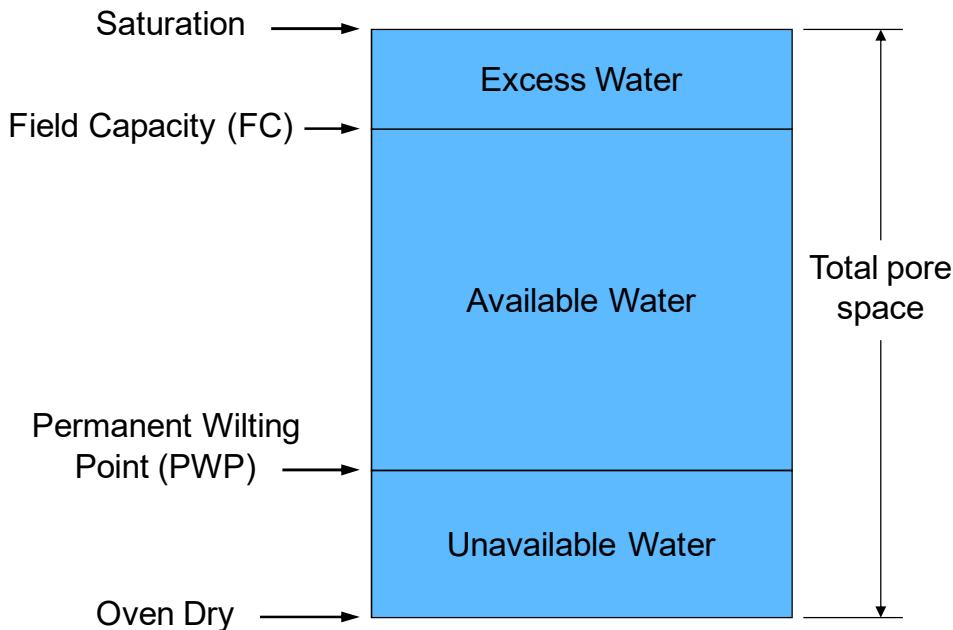 Saturation
Excess Water
Field Capacity (FC)
Available Water
Total pore
space
Permanent Wilting
Point (PWP)
Unavailable Water
Oven Dry